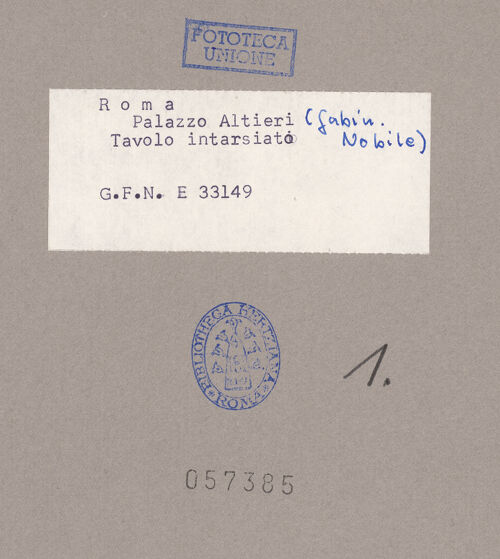 FOTOTECA
UNIONE
Roma
Palazzo Altieri (Gabin.
Tavolo intarsiato Nobile)
G.F.N. E 33149
BIBLIOTHECA HERTZIANA
ROMA
1.
057385